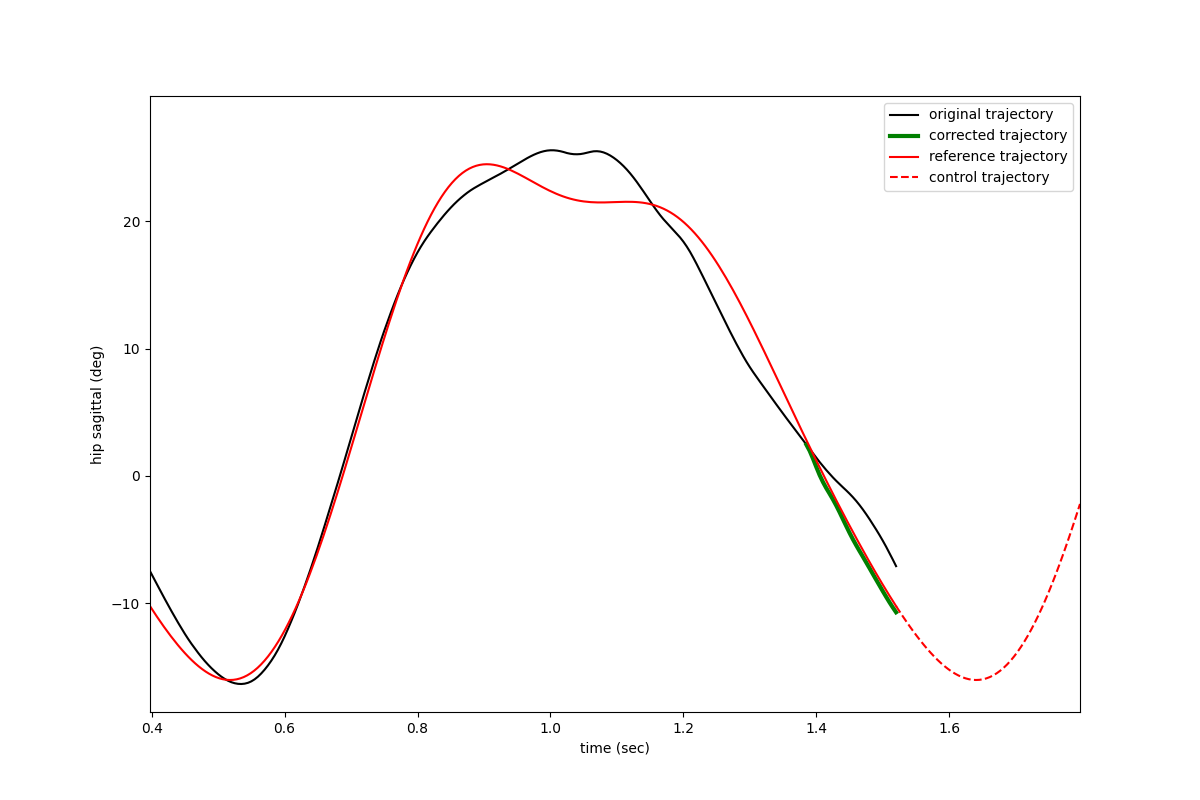 original trajectory
corrected trajectory
reference trajectory
control trajectory
20
10
0
−10
hip sagittal (deg)
0.4 0.6 0.8 1.0 1.2 1.4 1.6
time (sec)